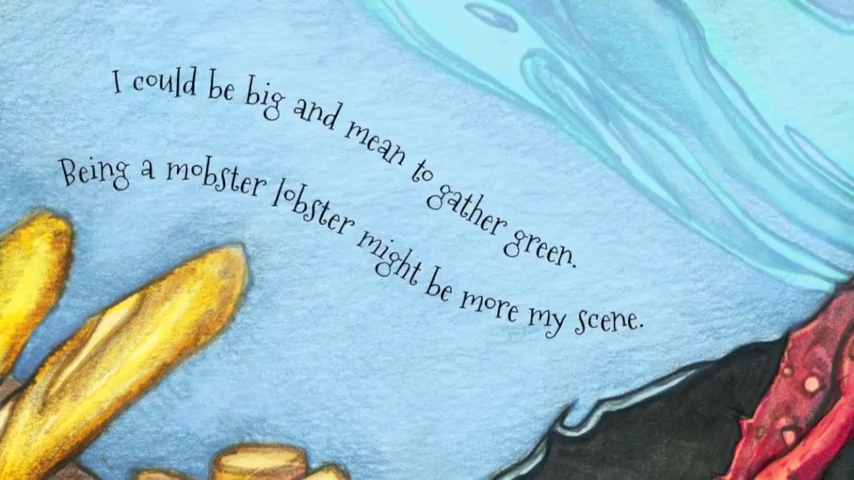 I could be big and mean to gather green.
Being a mobster lobster might be more my scene.